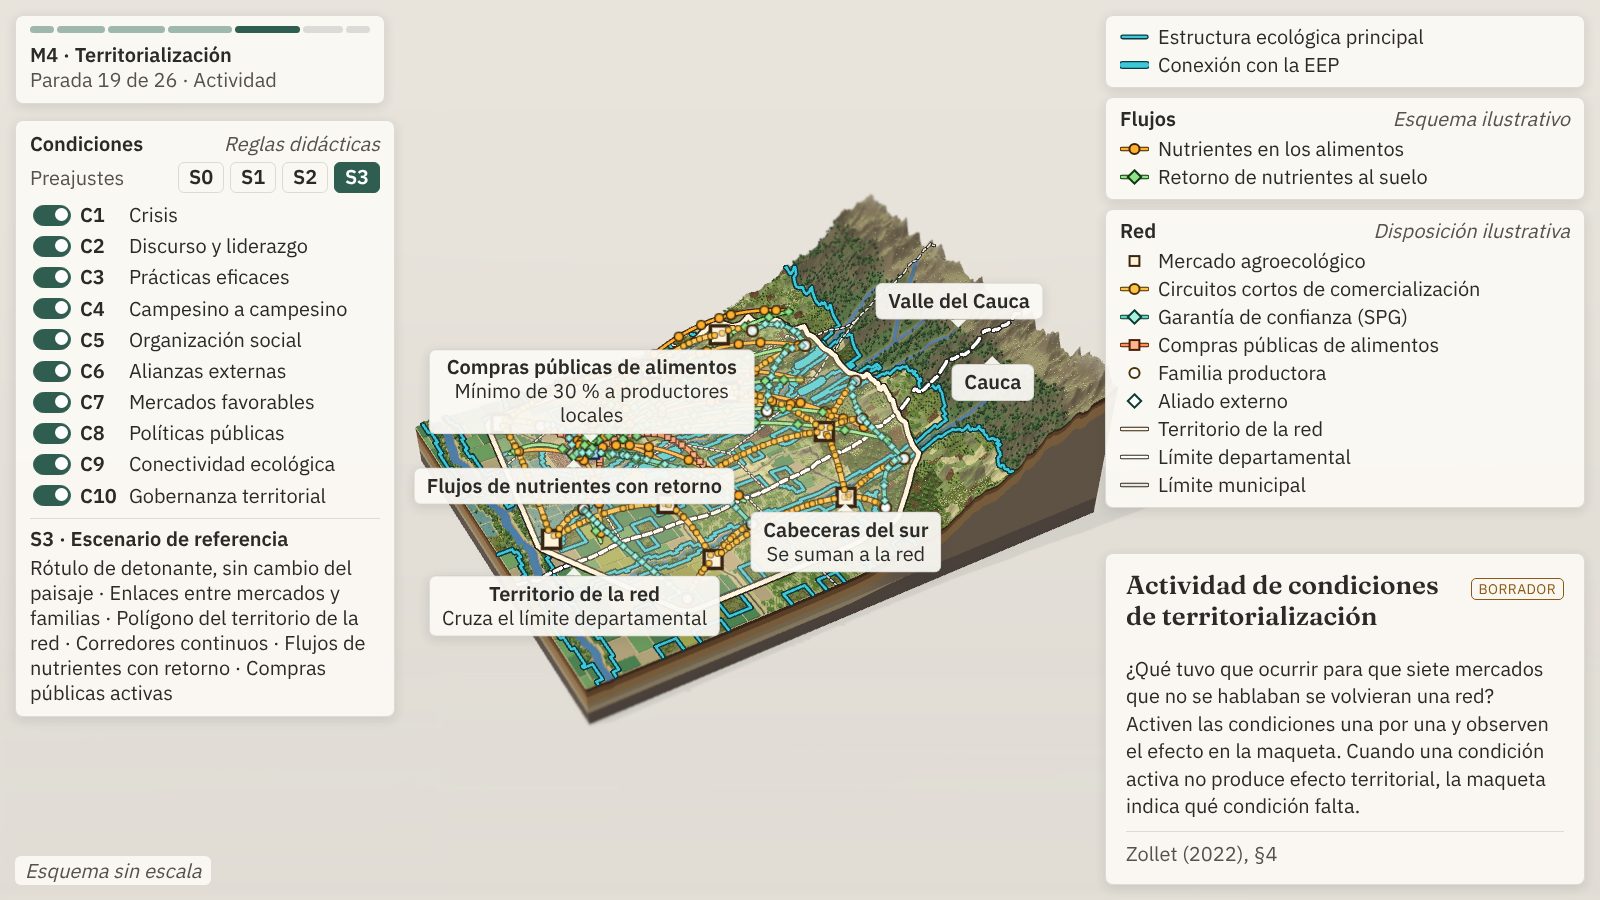 M4 · Territorialización
Parada 19 de 26 · Actividad
Condiciones
Reglas didácticas
Preajustes
S0
S1
S2
S3
C1 Crisis
C2 Discurso y liderazgo
C3 Prácticas eficaces
C4 Campesino a campesino
C5 Organización social
C6 Alianzas externas
C7 Mercados favorables
C8 Políticas públicas
C9 Conectividad ecológica
C10 Gobernanza territorial
S3 · Escenario de referencia
Rótulo de detonante, sin cambio del
paisaje · Enlaces entre mercados y
familias · Polígono del territorio de la
red · Corredores continuos · Flujos de
nutrientes con retorno · Compras
públicas activas
Esquema sin escala
Valle del Cauca
Cauca
Compras públicas de alimentos
Mínimo de 30 % a productores
locales
Flujos de nutrientes con retorno
Cabeceras del sur
Se suman a la red
Territorio de la red
Cruza el límite departamental
Estructura ecológica principal
Conexión con la EEP
Flujos
Esquema ilustrativo
Nutrientes en los alimentos
Retorno de nutrientes al suelo
Red
Disposición ilustrativa
Mercado agroecológico
Circuitos cortos de comercialización
Garantía de confianza (SPG)
Compras públicas de alimentos
Familia productora
Aliado externo
Territorio de la red
Límite departamental
Límite municipal
Actividad de condiciones
de territorialización
BORRADOR
¿Qué tuvo que ocurrir para que siete mercados
que no se hablaban se volvieran una red?
Activen las condiciones una por una y observen
el efecto en la maqueta. Cuando una condición
activa no produce efecto territorial, la maqueta
indica qué condición falta.
Zollet (2022), §4